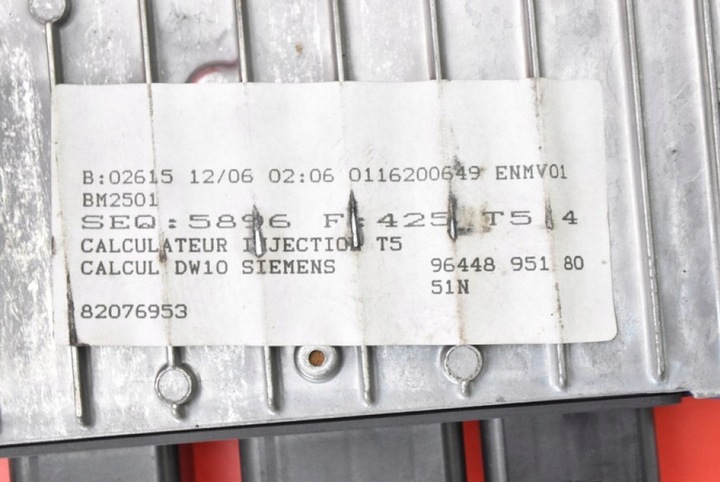 B:02615 12/06 02:06 0116200649 ENMV01
BM2501
SEQ:5896 F:425 T5 4
CALCULATEUR INJECTION T5
CALCUL DW10 SIEMENS 96448 951 80
51N
82076953